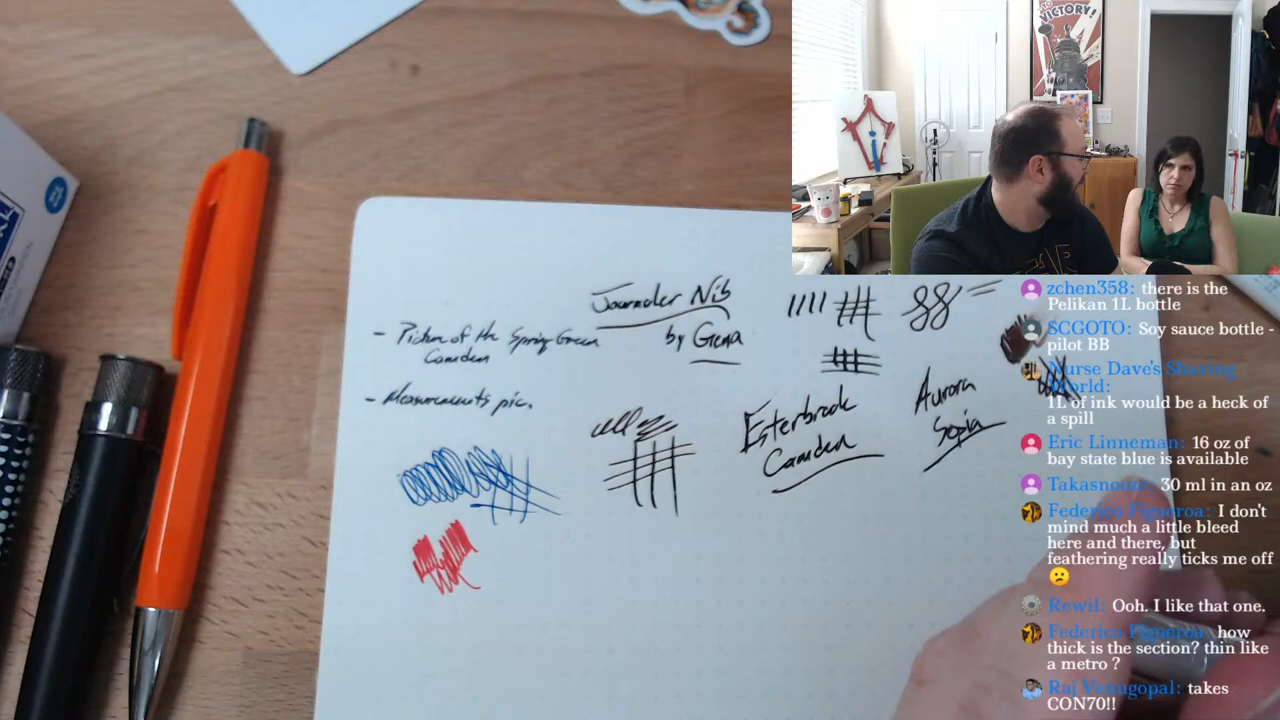 TO VICTORY!
Journaler Nib
by Gena
- Picture of the Spring Green
Camden
- Measurements pic.
Esterbrook
Camden
Aurora
Sepia
zchen358: there is the
Pelikan 1L bottle
SCGOTO: Soy sauce bottle -
pilot BB
Nurse Dave's Shaving
World:
1L of ink would be a heck of
a spill
Eric Linneman: 16 oz of
bay state blue is available
Takasnooze: 30 ml in an oz
Federico Figueroa: I don't
mind much a little bleed
here and there, but
feathering really ticks me off
Rewil: Ooh. I like that one.
Federico Figueroa: how
thick is the section? thin like
a metro ?
Raj Venugopal: takes
CON70!!